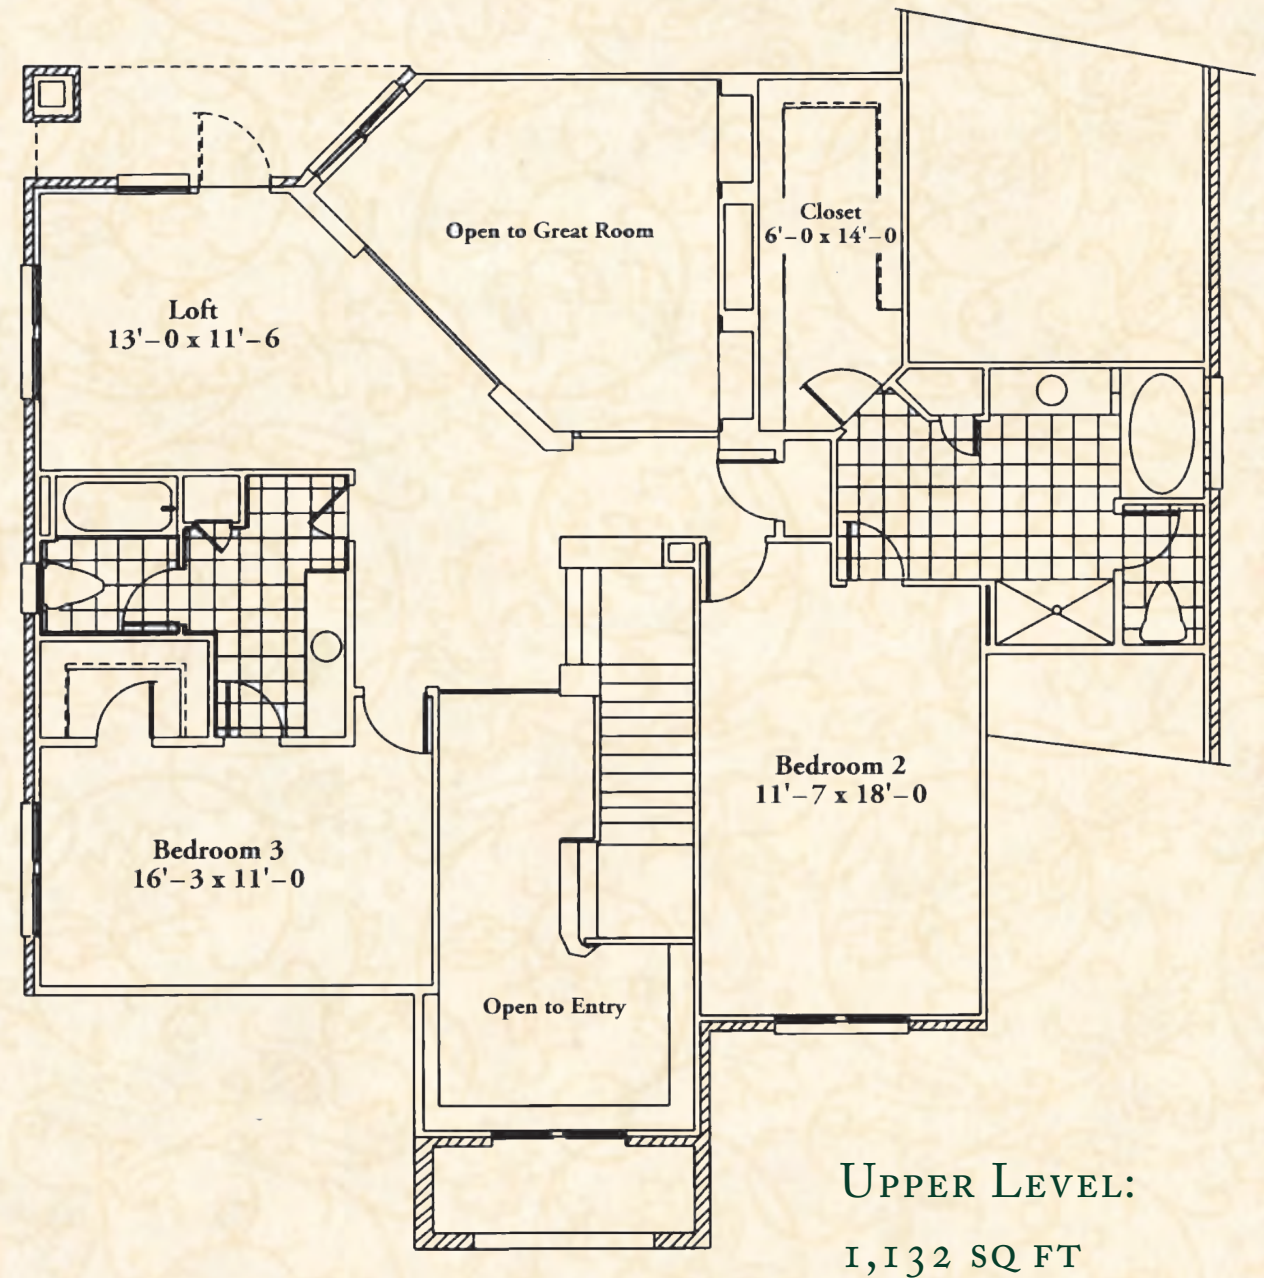 Open to Great Room
Closet
6'-0 x 14'-0
Loft
13'-0 x 11'-6
Bedroom 2
11'-7 x 18'-0
Bedroom 3
16'-3 x 11'-0
Open to Entry
Upper Level:
1,132 SQ FT